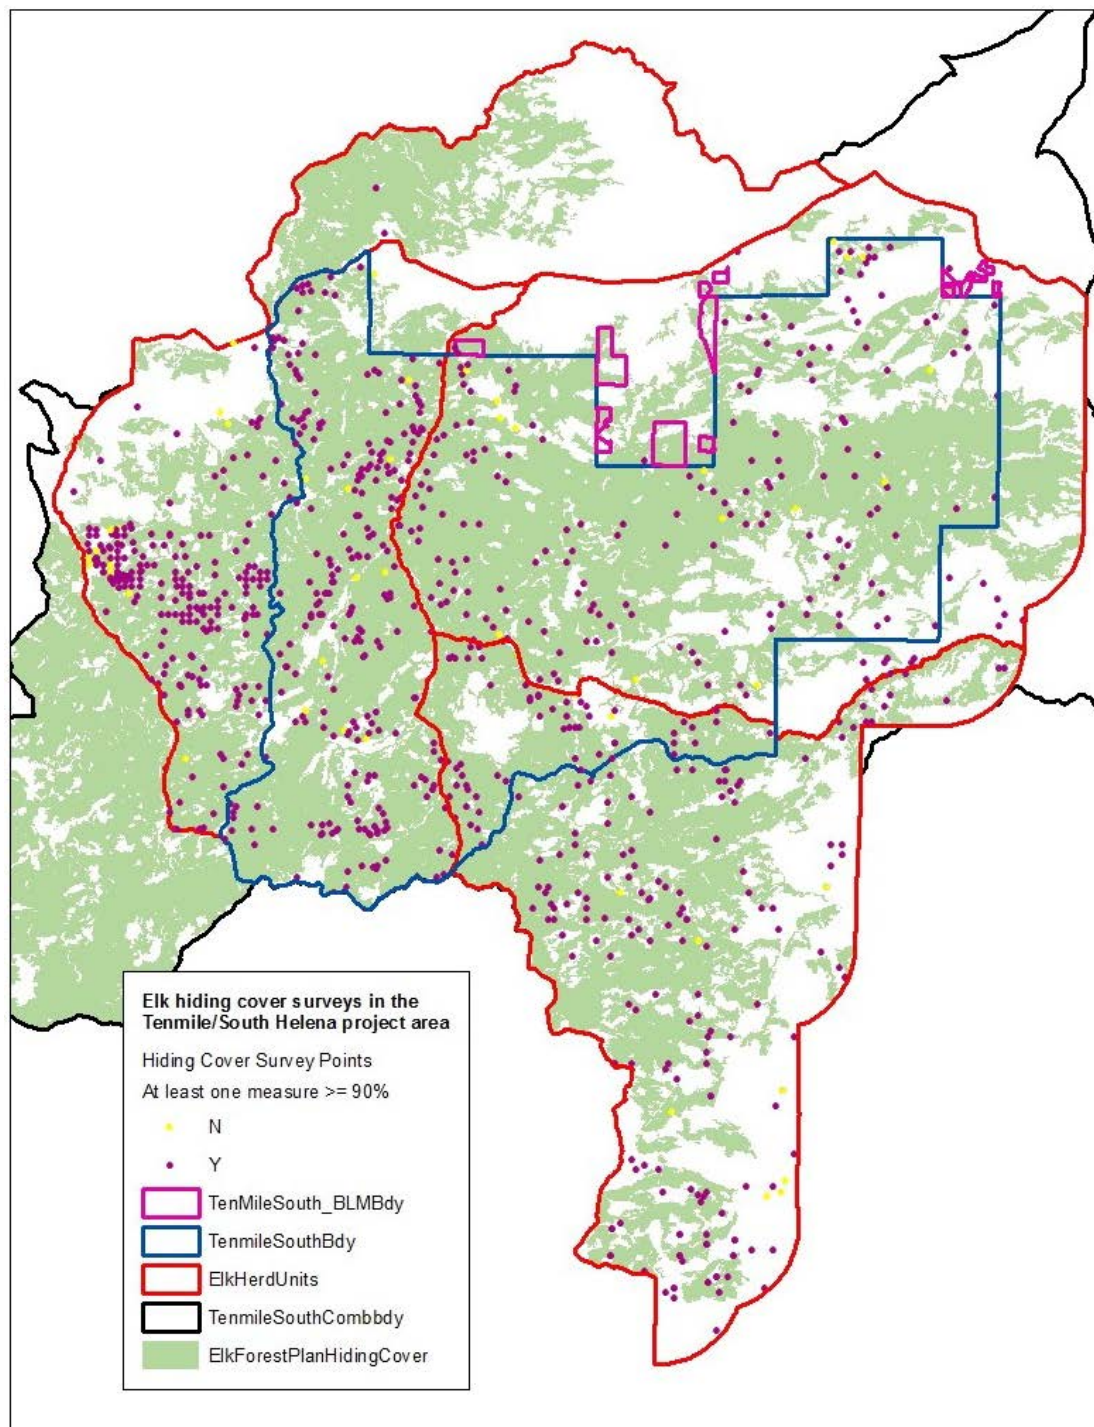 Elk hiding cover surveys in the
Tenmile/South Helena project area
Hiding Cover Survey Points
At least one measure >= 90%
N
Y
TenMileSouth_BLMBdy
TenmileSouthBdy
ElkHerdUnits
TenmileSouthCombbdy
ElkForestPlanHidingCover